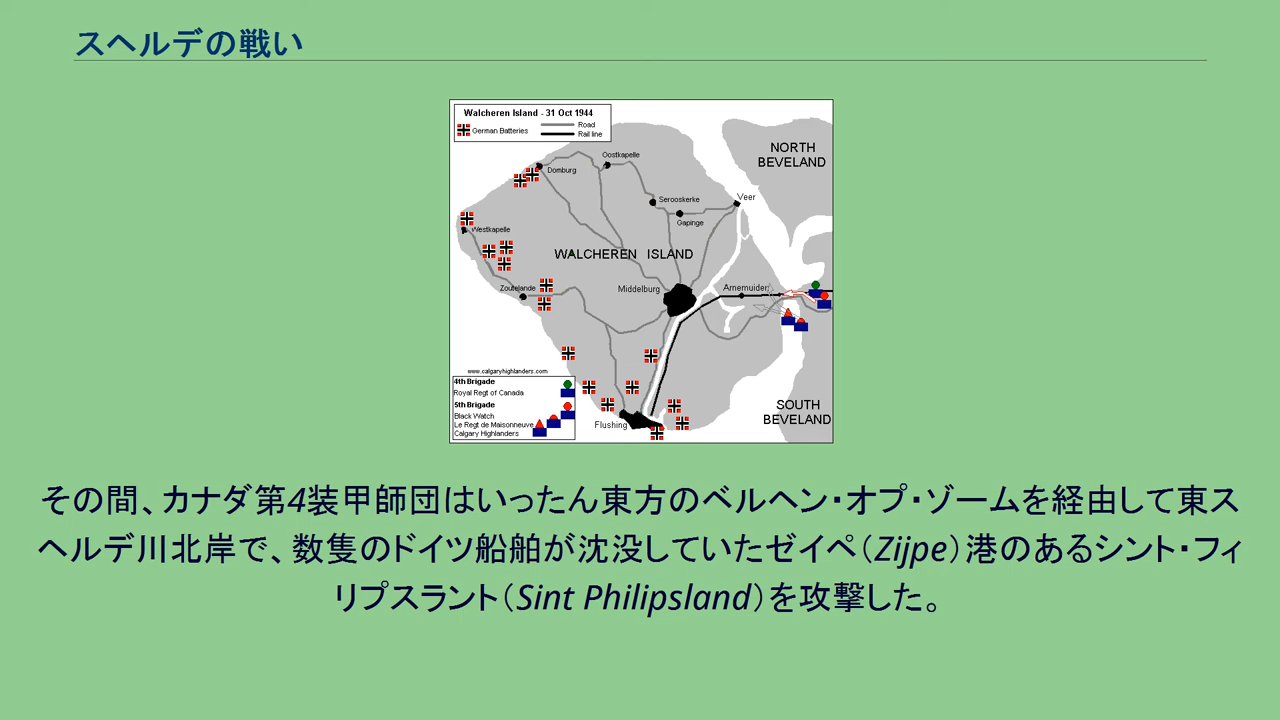 スヘルデの戦い
Walcheren Island - 31 Oct 1944
German Batteries
Road
Rail line
NORTH
BEVELAND
Oostkapelle
Domburg
Serooskerke
Veer
Gapinge
Westkapelle
WALCHEREN ISLAND
Zoutelande
Middelburg
Arnemuiden
www.calgaryhighlanders.com
4th Brigade
Royal Regt of Canada
5th Brigade
Black Watch
Le Regt de Maisonneuve
Calgary Highlanders
Flushing
SOUTH
BEVELAND
その間、カナダ第4装甲師団はいったん東方のベルヘン・オプ・ゾームを経由して東ス
ヘルデ川北岸で、数隻のドイツ船舶が沈没していたゼイペ（Zijpe）港のあるシント・フィ
リプスラント（Sint Philipsland）を攻撃した。